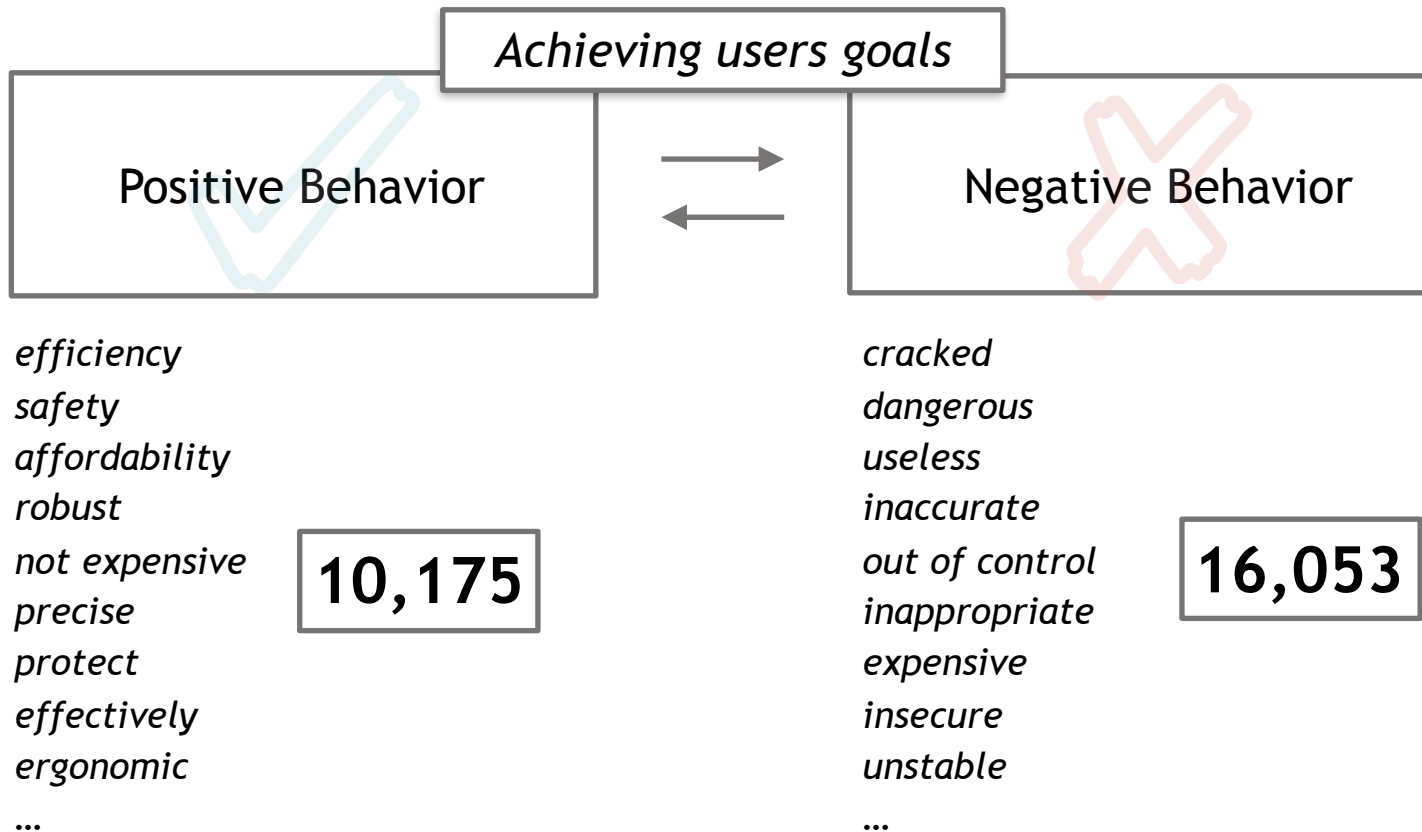 Achieving users goals
Positive Behavior
Negative Behavior
efficiency
safety
affordability
robust
not expensive
precise
protect
effectively
ergonomic
…
10,175
cracked
dangerous
useless
inaccurate
out of control
inappropriate
expensive
insecure
unstable
…
16,053